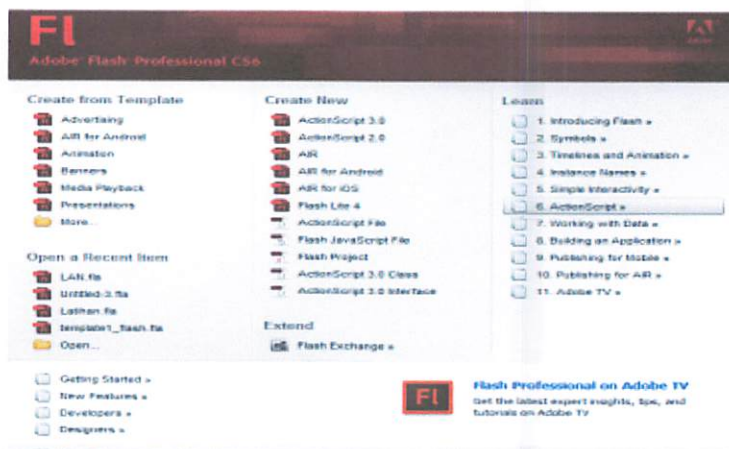 Fl
Adobe Flash Professional CS6
Create from Template
Advertising
AIR for Android
Animation
Banners
Media Playback
Presentations
More...
Open a Recent Item
LAN.fla
Untitled-3.fla
Latihan.fla
template1_flash.fla
Open...
Create New
ActionScript 3.0
ActionScript 2.0
AIR
AIR for Android
AIR for iOS
Flash Lite 4
ActionScript File
Flash JavaScript File
Flash Project
ActionScript 3.0 Class
ActionScript 3.0 Interface
Extend
Flash Exchange »
Learn
1. Introducing Flash »
2. Symbols »
3. Timelines and Animation »
4. Instance Names »
5. Simple Interactivity »
6. ActionScript »
7. Working with Data »
8. Building an Application »
9. Publishing for Mobile »
10. Publishing for AIR »
11. Adobe TV »
Getting Started »
New Features »
Developers »
Designers »
Fl
Flash Professional on Adobe TV
Get the latest expert insights, tips, and
tutorials on Adobe TV